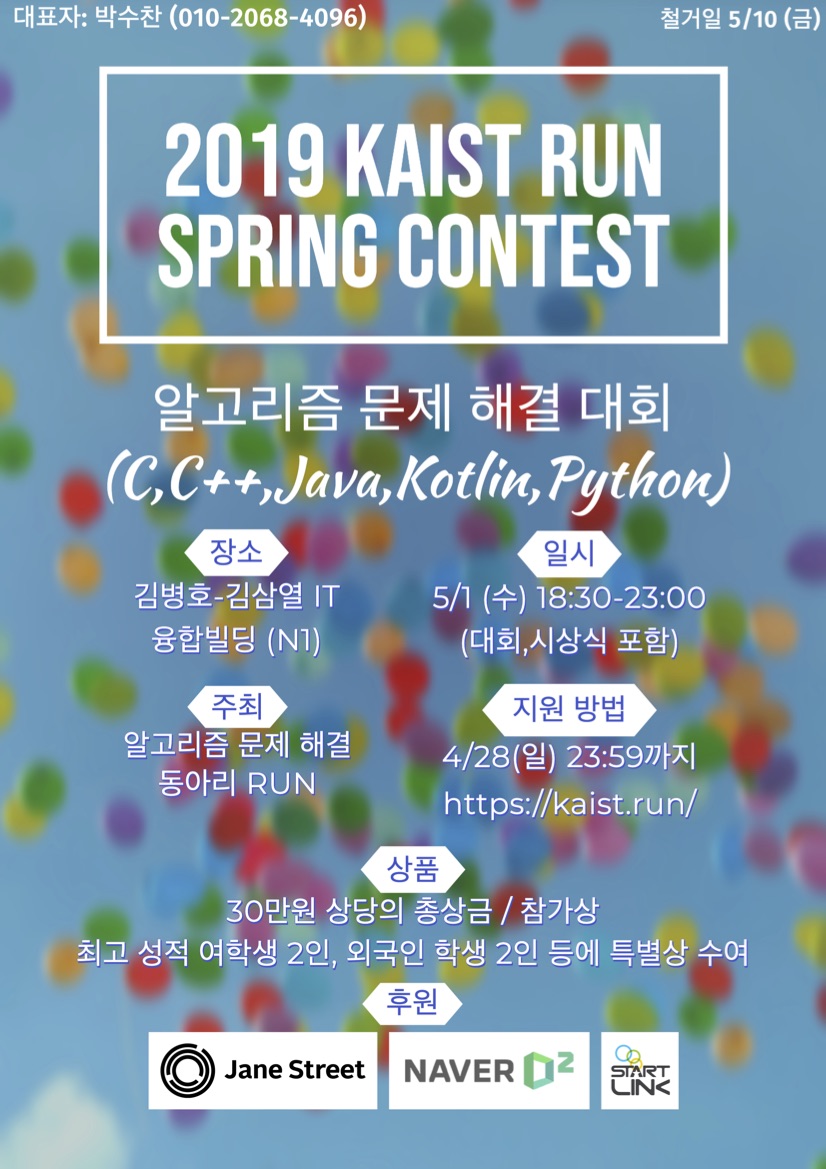 대표자: 박수찬 (010-2068-4096)
철거일 5/10 (금)
2019 KAIST RUN
SPRING CONTEST
알고리즘 문제 해결 대회
(C,C++,Java,Kotlin,Python)
장소
김병호-김삼열 IT
융합빌딩 (N1)
일시
5/1 (수) 18:30-23:00
(대회,시상식 포함)
주최
알고리즘 문제 해결
동아리 RUN
지원 방법
4/28(일) 23:59까지
https://kaist.run/
상품
30만원 상당의 총상금 / 참가상
최고 성적 여학생 2인, 외국인 학생 2인 등에 특별상 수여
후원
Jane Street
NAVER D2
START
LINK